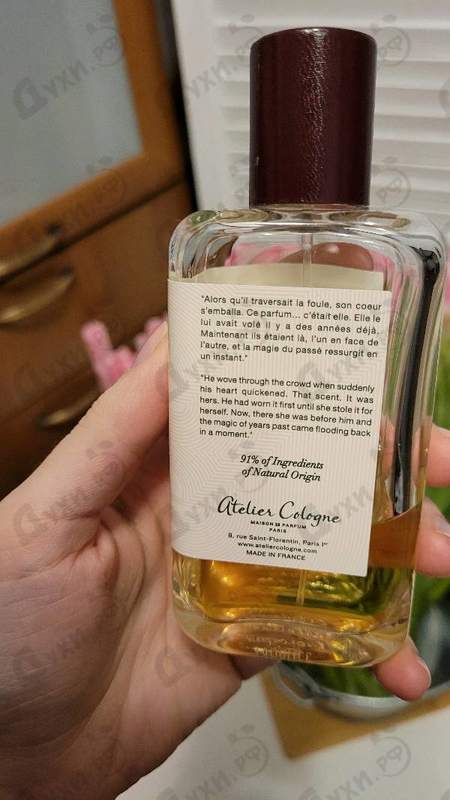 "Alors qu'il traversait la foule, son coeur
s'emballa. Ce parfum... c'était elle. Elle le
lui avait volé il y a des années déjà.
Maintenant ils étaient là, l'un en face de
l'autre, et la magie du passé ressurgit en
un instant."
"He wove through the crowd when suddenly
his heart quickened. That scent. It was
hers. He had worn it first until she stole it for
herself. Now, there she was before him and
the magic of years past came flooding back
in a moment."
91% of Ingredients
of Natural Origin
Atelier Cologne
MAISON DE PARFUM
PARIS
8, rue Saint-Florentin, Paris Iᵉʳ
www.ateliercologne.com
MADE IN FRANCE
Духи.РФ